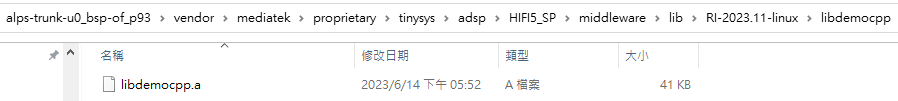 alps-trunk-u0_bsp-of_p93 › vendor › mediatek › proprietary › tinysys › adsp › HIFI5_SP › middleware › lib › RI-2023.11-linux › libdemocpp
名稱 修改日期 類型 大小
libdemocpp.a 2023/6/14 下午 05:52 A 檔案 41 KB